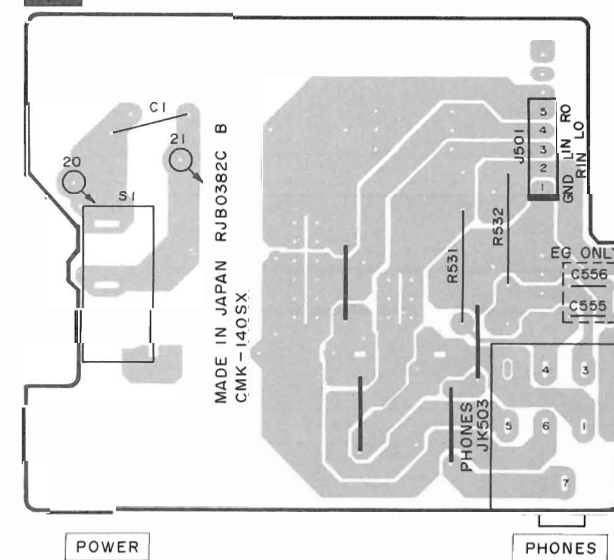 C1
20
21
S1
MADE IN JAPAN RJB0382C B
CMK-140SX
J501
5
4
3
2
1
RO
LO
LIN
RIN
GND
R531
R532
EG ONLY
C556
C555
PHONES
JK503
4
3
5
6
1
7
POWER
PHONES